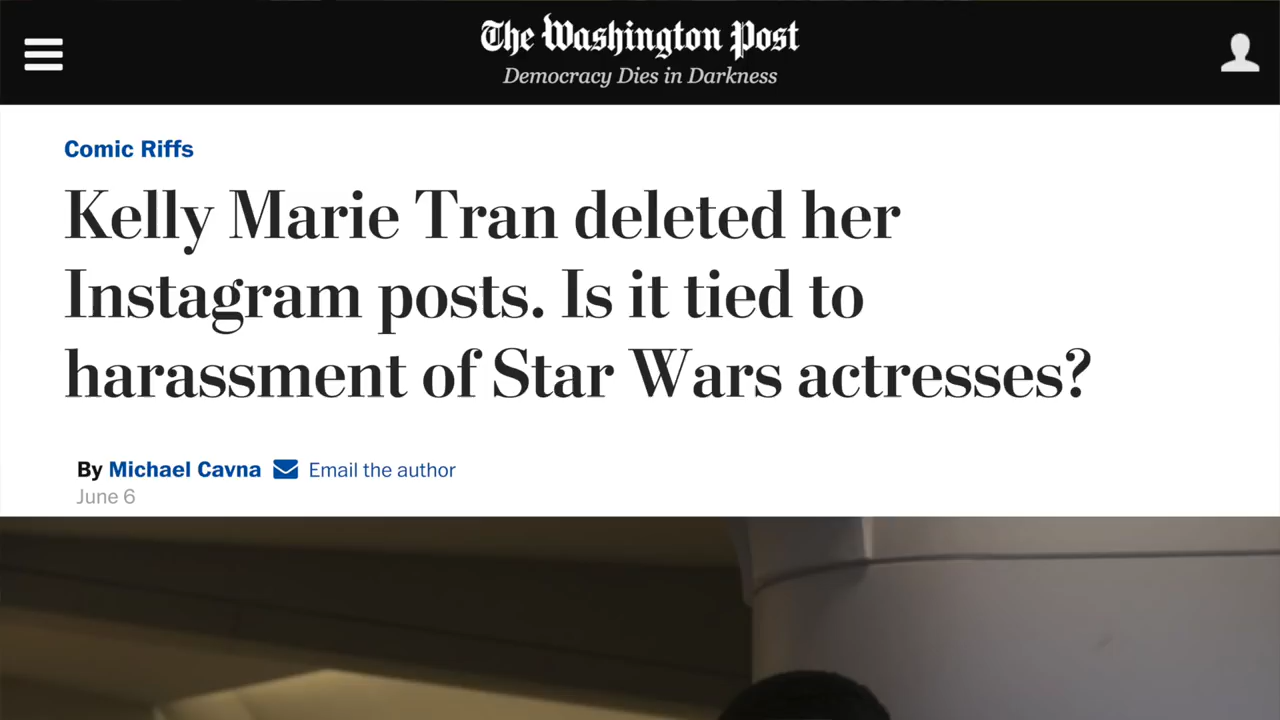 The Washington Post
Democracy Dies in Darkness
Comic Riffs
Kelly Marie Tran deleted her
Instagram posts. Is it tied to
harassment of Star Wars actresses?
By Michael Cavna Email the author
June 6